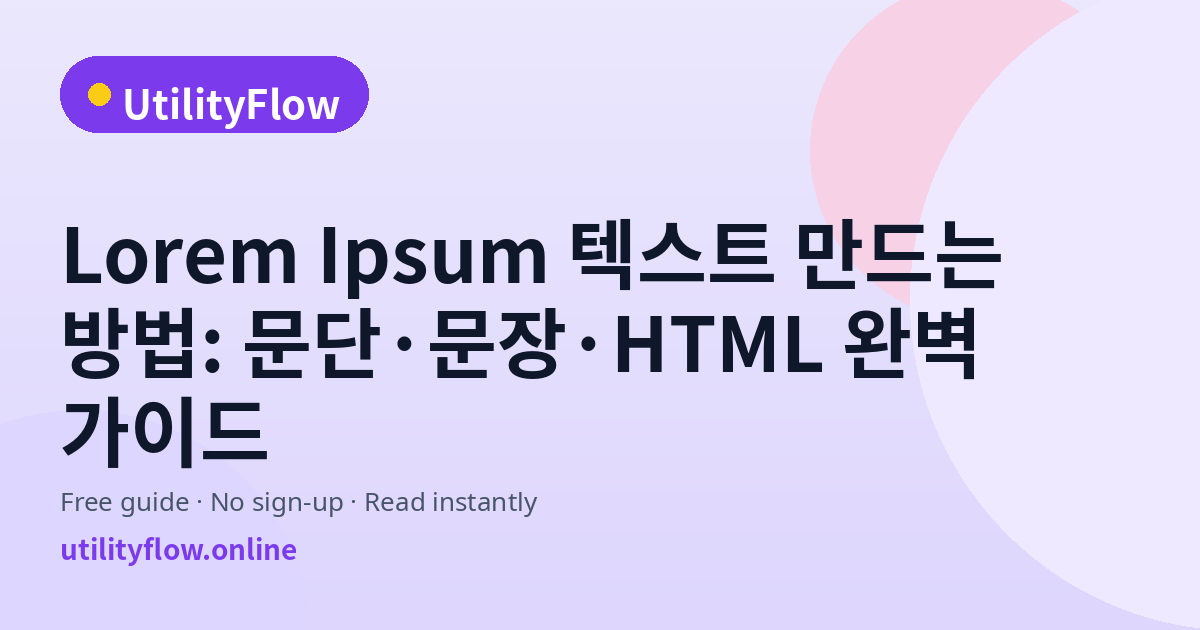 UtilityFlow
Lorem Ipsum 텍스트 만드는
방법: 문단·문장·HTML 완벽
가이드
Free guide · No sign-up · Read instantly
utilityflow.online